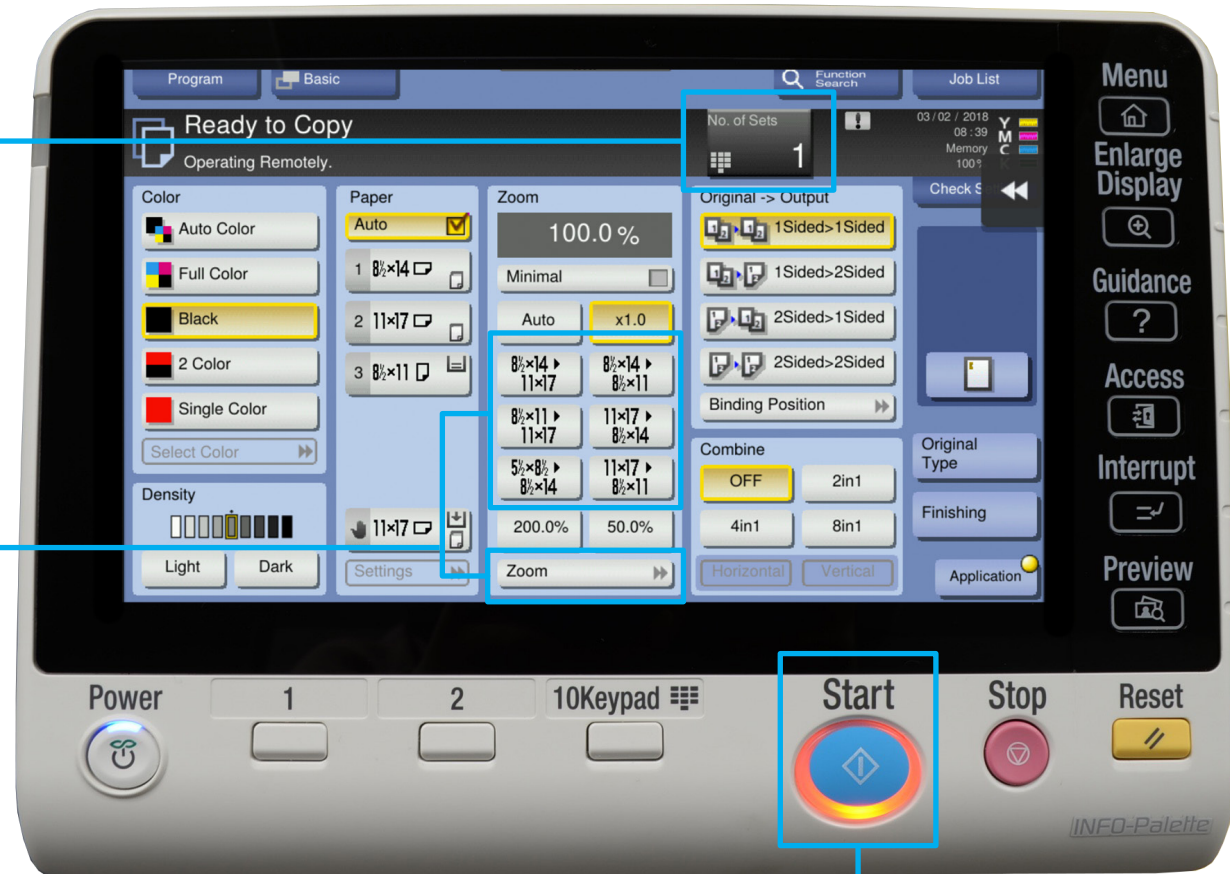 Program
Basic
Function Search
Job List
Ready to Copy
Operating Remotely.
No. of Sets
1
03/02/2018
08:39
Memory
100%
Y
M
C
K
Color
Auto Color
Full Color
Black
2 Color
Single Color
Select Color
Density
Light
Dark
Paper
Auto
1 8½×14
2 11×17
3 8½×11
11×17
Settings
Zoom
100.0 %
Minimal
Auto
x1.0
8½×14 ▸ 11×17
8½×14 ▸ 8½×11
8½×11 ▸ 11×17
11×17 ▸ 8½×14
5½×8½ ▸ 8½×14
11×17 ▸ 8½×11
200.0%
50.0%
Zoom
Original -> Output
1Sided>1Sided
1Sided>2Sided
2Sided>1Sided
2Sided>2Sided
Binding Position
Combine
OFF
2in1
4in1
8in1
Horizontal
Vertical
Check
Original
Type
Finishing
Application
Menu
Enlarge
Display
Guidance
Access
Interrupt
Preview
Power
1
2
10Keypad
Start
Stop
Reset
INFO-Palette